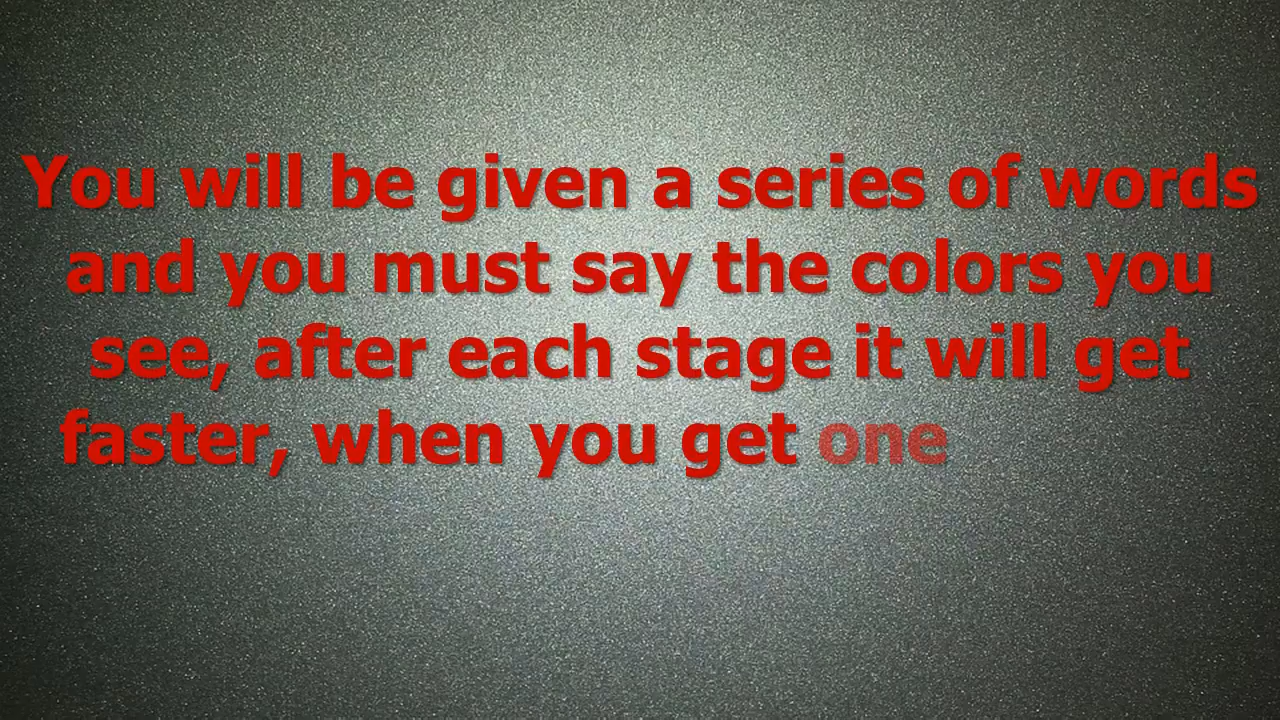 You will be given a series of words
and you must say the colors you
see, after each stage it will get
faster, when you get one